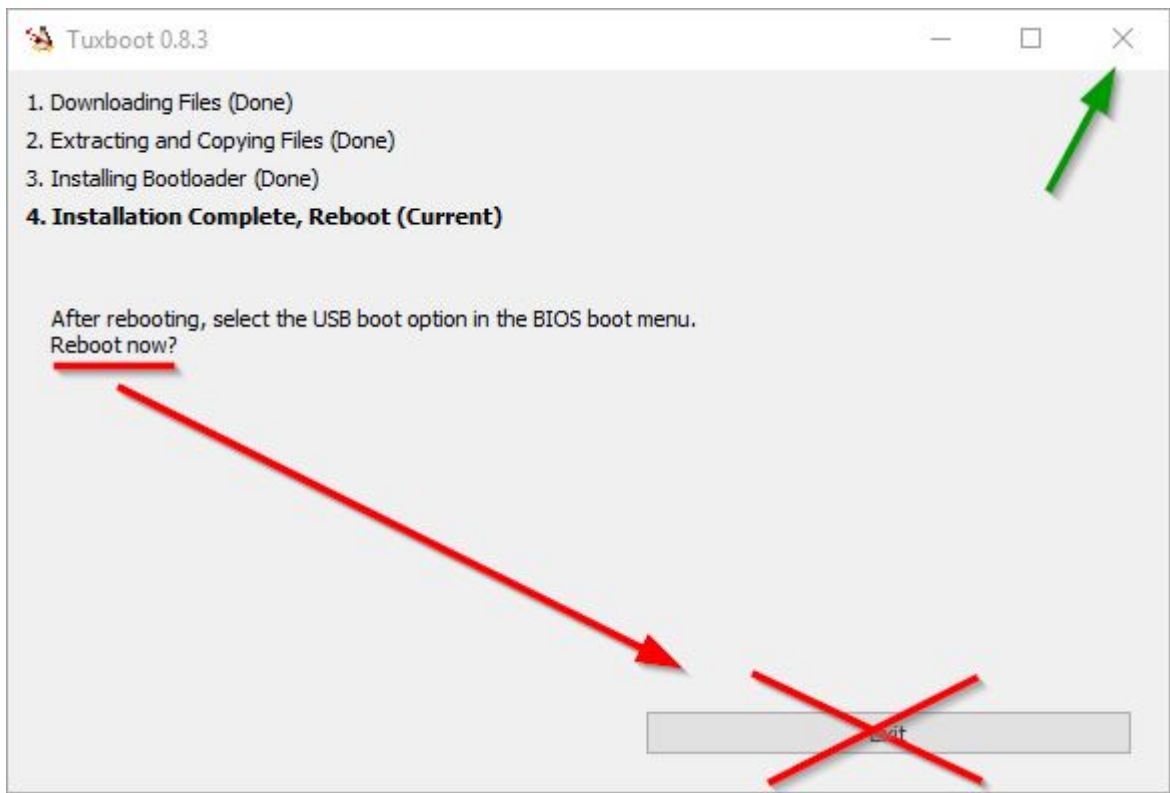 Tuxboot 0.8.3
1. Downloading Files (Done)
2. Extracting and Copying Files (Done)
3. Installing Bootloader (Done)
4. Installation Complete, Reboot (Current)
After rebooting, select the USB boot option in the BIOS boot menu.
Reboot now?
Exit